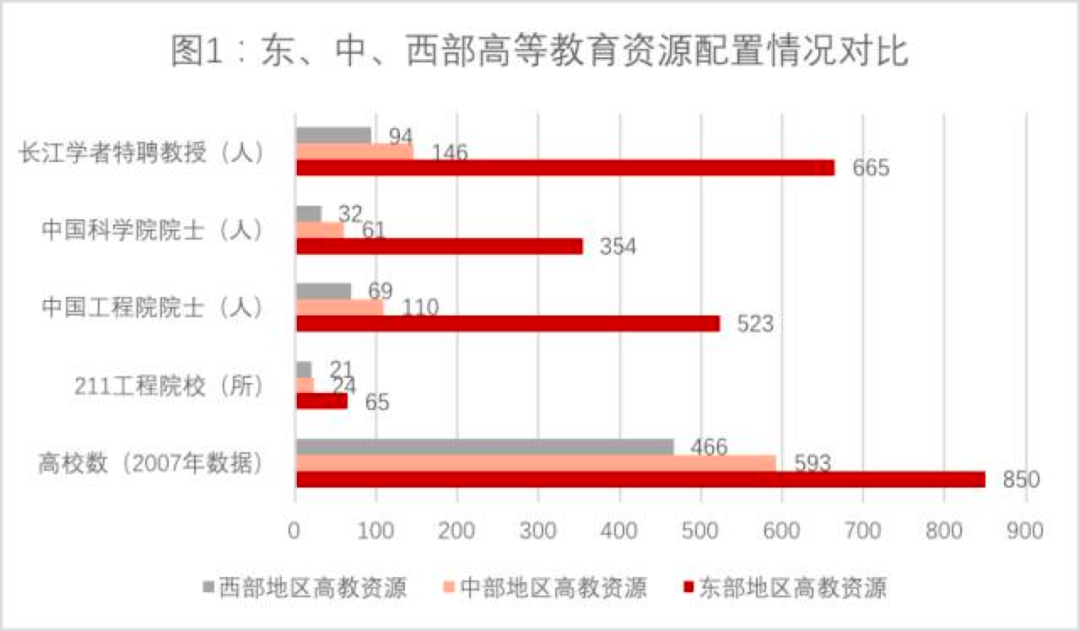 图1：东、中、西部高等教育资源配置情况对比
长江学者特聘教授（人）
94
146
665
中国科学院院士（人）
32
61
354
中国工程院院士（人）
69
110
523
211工程院校（所）
21
24
65
高校数（2007年数据）
466
593
850
0 100 200 300 400 500 600 700 800 900
西部地区高教资源 中部地区高教资源 东部地区高教资源